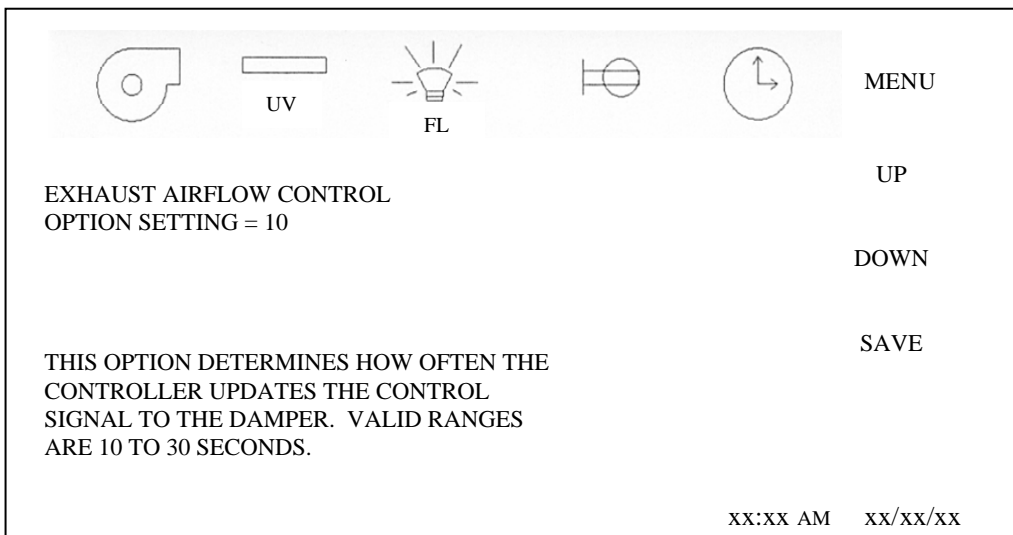 UV
FL
MENU
UP
EXHAUST AIRFLOW CONTROL
OPTION SETTING = 10
DOWN
SAVE
THIS OPTION DETERMINES HOW OFTEN THE
CONTROLLER UPDATES THE CONTROL
SIGNAL TO THE DAMPER. VALID RANGES
ARE 10 TO 30 SECONDS.
xx:xx AM xx/xx/xx